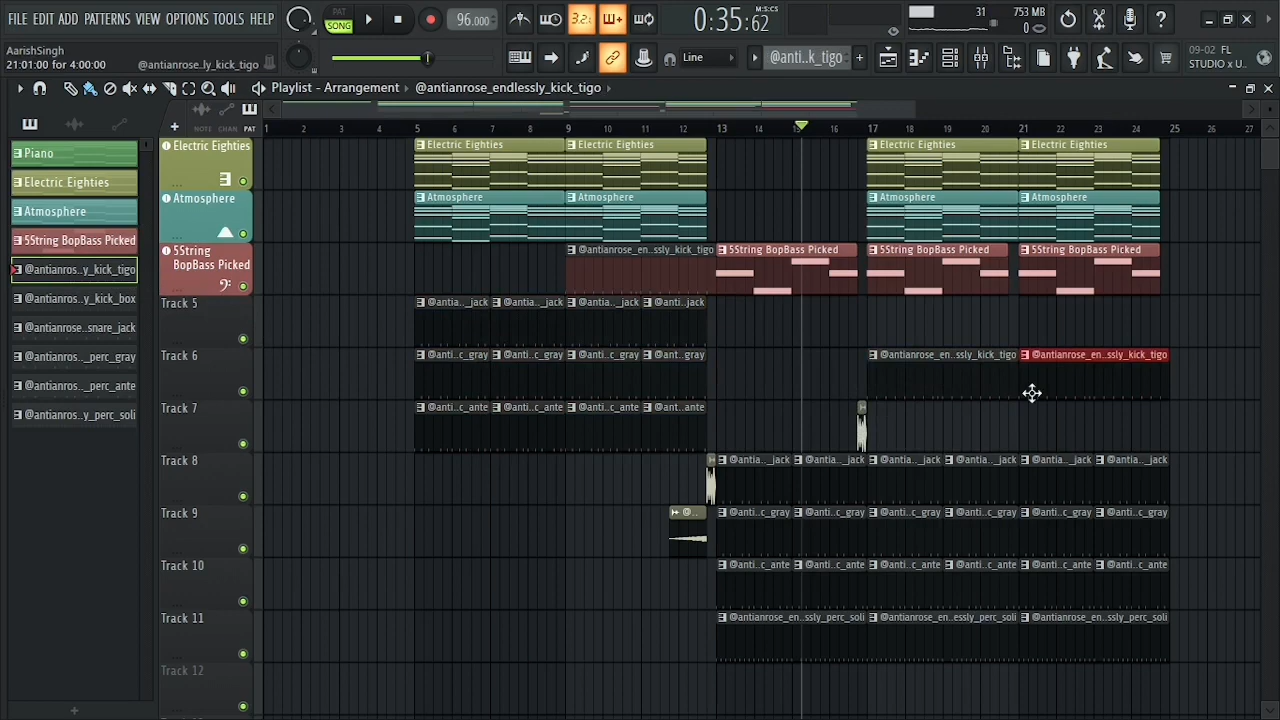 FILE EDIT ADD PATTERNS VIEW OPTIONS TOOLS HELP
PAT
SONG
96.000
3.2
0:35:62
M:S:CS
31
753 MB
0
AarishSingh
21:01:00 for 4:00:00
@antianrose_ly_kick_tigo
Line
@anti..k_tigo
09-02 FL
STUDIO x U..
Playlist - Arrangement
@antianrose_endlessly_kick_tigo
NOTE CHAN PAT
1 2 3 4 5 6 7 8 9 10 11 12 13 14 15 16 17 18 19 20 21 22 23 24 25 26 27
Piano
Electric Eighties
Atmosphere
5String BopBass Picked
@antianros..y_kick_tigo
@antianros..y_kick_box
@antianrose..snare_jack
@antianros.._perc_gray
@antianros.._perc_ante
@antianros..y_perc_soli
Electric Eighties
Electric Eighties
Electric Eighties
Electric Eighties
Electric Eighties
Atmosphere
Atmosphere
Atmosphere
Atmosphere
Atmosphere
5String
BopBass Picked
@antianrose_en..ssly_kick_tigo
5String BopBass Picked
5String BopBass Picked
5String BopBass Picked
Track 5
@antia.._jack
@antia.._jack
@antia.._jack
@anti..jack
Track 6
@anti..c_gray
@anti..c_gray
@anti..c_gray
@ant..gray
@antianrose_en..ssly_kick_tigo
@antianrose_en..ssly_kick_tigo
Track 7
@anti..c_ante
@anti..c_ante
@anti..c_ante
@ant..ante
Track 8
@antia.._jack
@antia.._jack
@antia.._jack
@antia.._jack
@antia.._jack
@antia.._jack
Track 9
@..
@anti..c_gray
@anti..c_gray
@anti..c_gray
@anti..c_gray
@anti..c_gray
@anti..c_gray
Track 10
@anti..c_ante
@anti..c_ante
@anti..c_ante
@anti..c_ante
@anti..c_ante
@anti..c_ante
Track 11
@antianrose_en..ssly_perc_soli
@antianrose_en..essly_perc_soli
@antianrose_en..ssly_perc_soli
Track 12